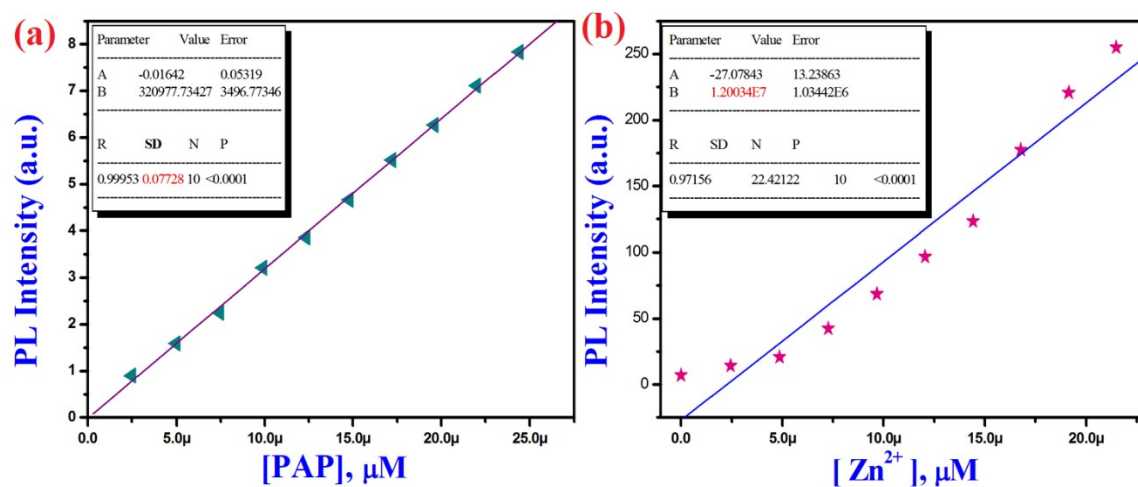 (a)
PL Intensity (a.u.)
8
7
6
5
4
3
2
1
0
Parameter Value Error
A -0.01642 0.05319
B 320977.73427 3496.77346
R SD N P
0.99953 0.07728 10 <0.0001
0.0 5.0µ 10.0µ 15.0µ 20.0µ 25.0µ
[PAP], µM
(b)
PL Intensity (a.u.)
250
200
150
100
50
0
Parameter Value Error
A -27.07843 13.23863
B 1.20034E7 1.03442E6
R SD N P
0.97156 22.42122 10 <0.0001
0.0 5.0µ 10.0µ 15.0µ 20.0µ
[ Zn²⁺ ], µM